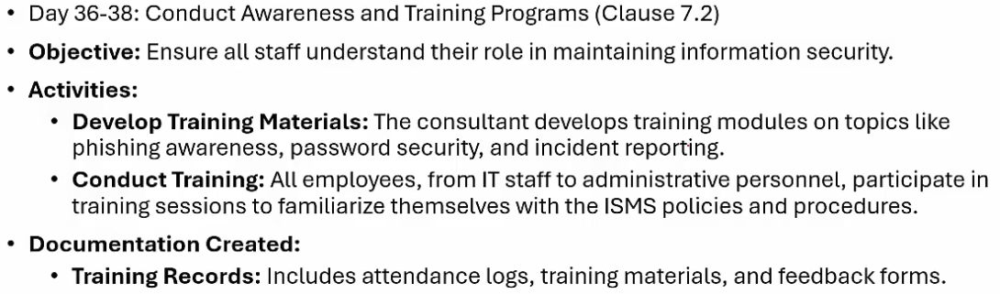 • Day 36-38: Conduct Awareness and Training Programs (Clause 7.2)
• Objective: Ensure all staff understand their role in maintaining information security.
• Activities:
• Develop Training Materials: The consultant develops training modules on topics like
phishing awareness, password security, and incident reporting.
• Conduct Training: All employees, from IT staff to administrative personnel, participate in
training sessions to familiarize themselves with the ISMS policies and procedures.
• Documentation Created:
• Training Records: Includes attendance logs, training materials, and feedback forms.